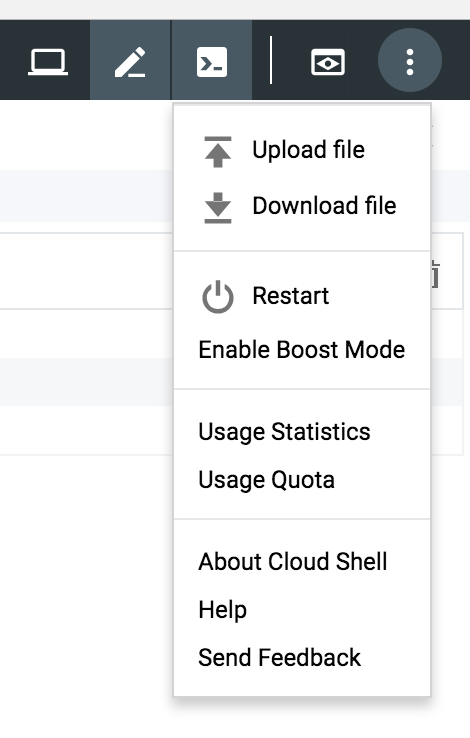 Upload file
Download file
Restart
Enable Boost Mode
Usage Statistics
Usage Quota
About Cloud Shell
Help
Send Feedback